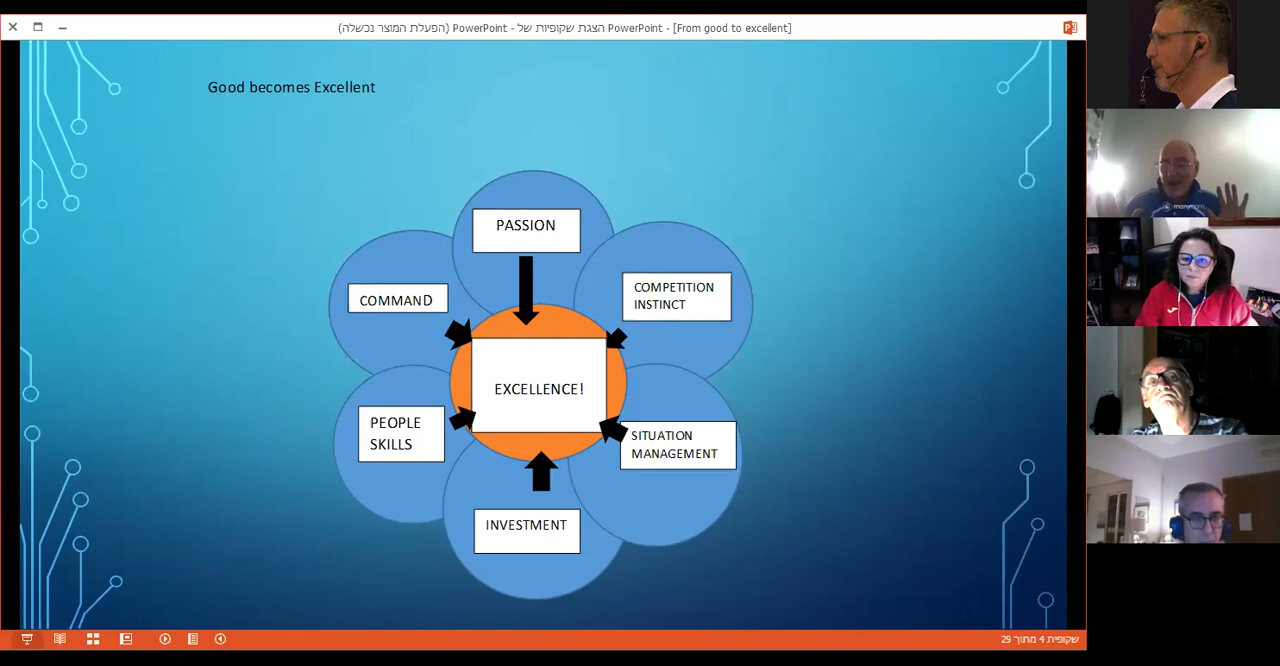 PowerPoint הצגת שקופיות של - PowerPoint (הפעלת המוצר נכשלה) - [From good to excellent]
Good becomes Excellent
PASSION
COMPETITION
INSTINCT
COMMAND
EXCELLENCE!
PEOPLE
SKILLS
SITUATION
MANAGEMENT
INVESTMENT
שקופית 4 מתוך 29